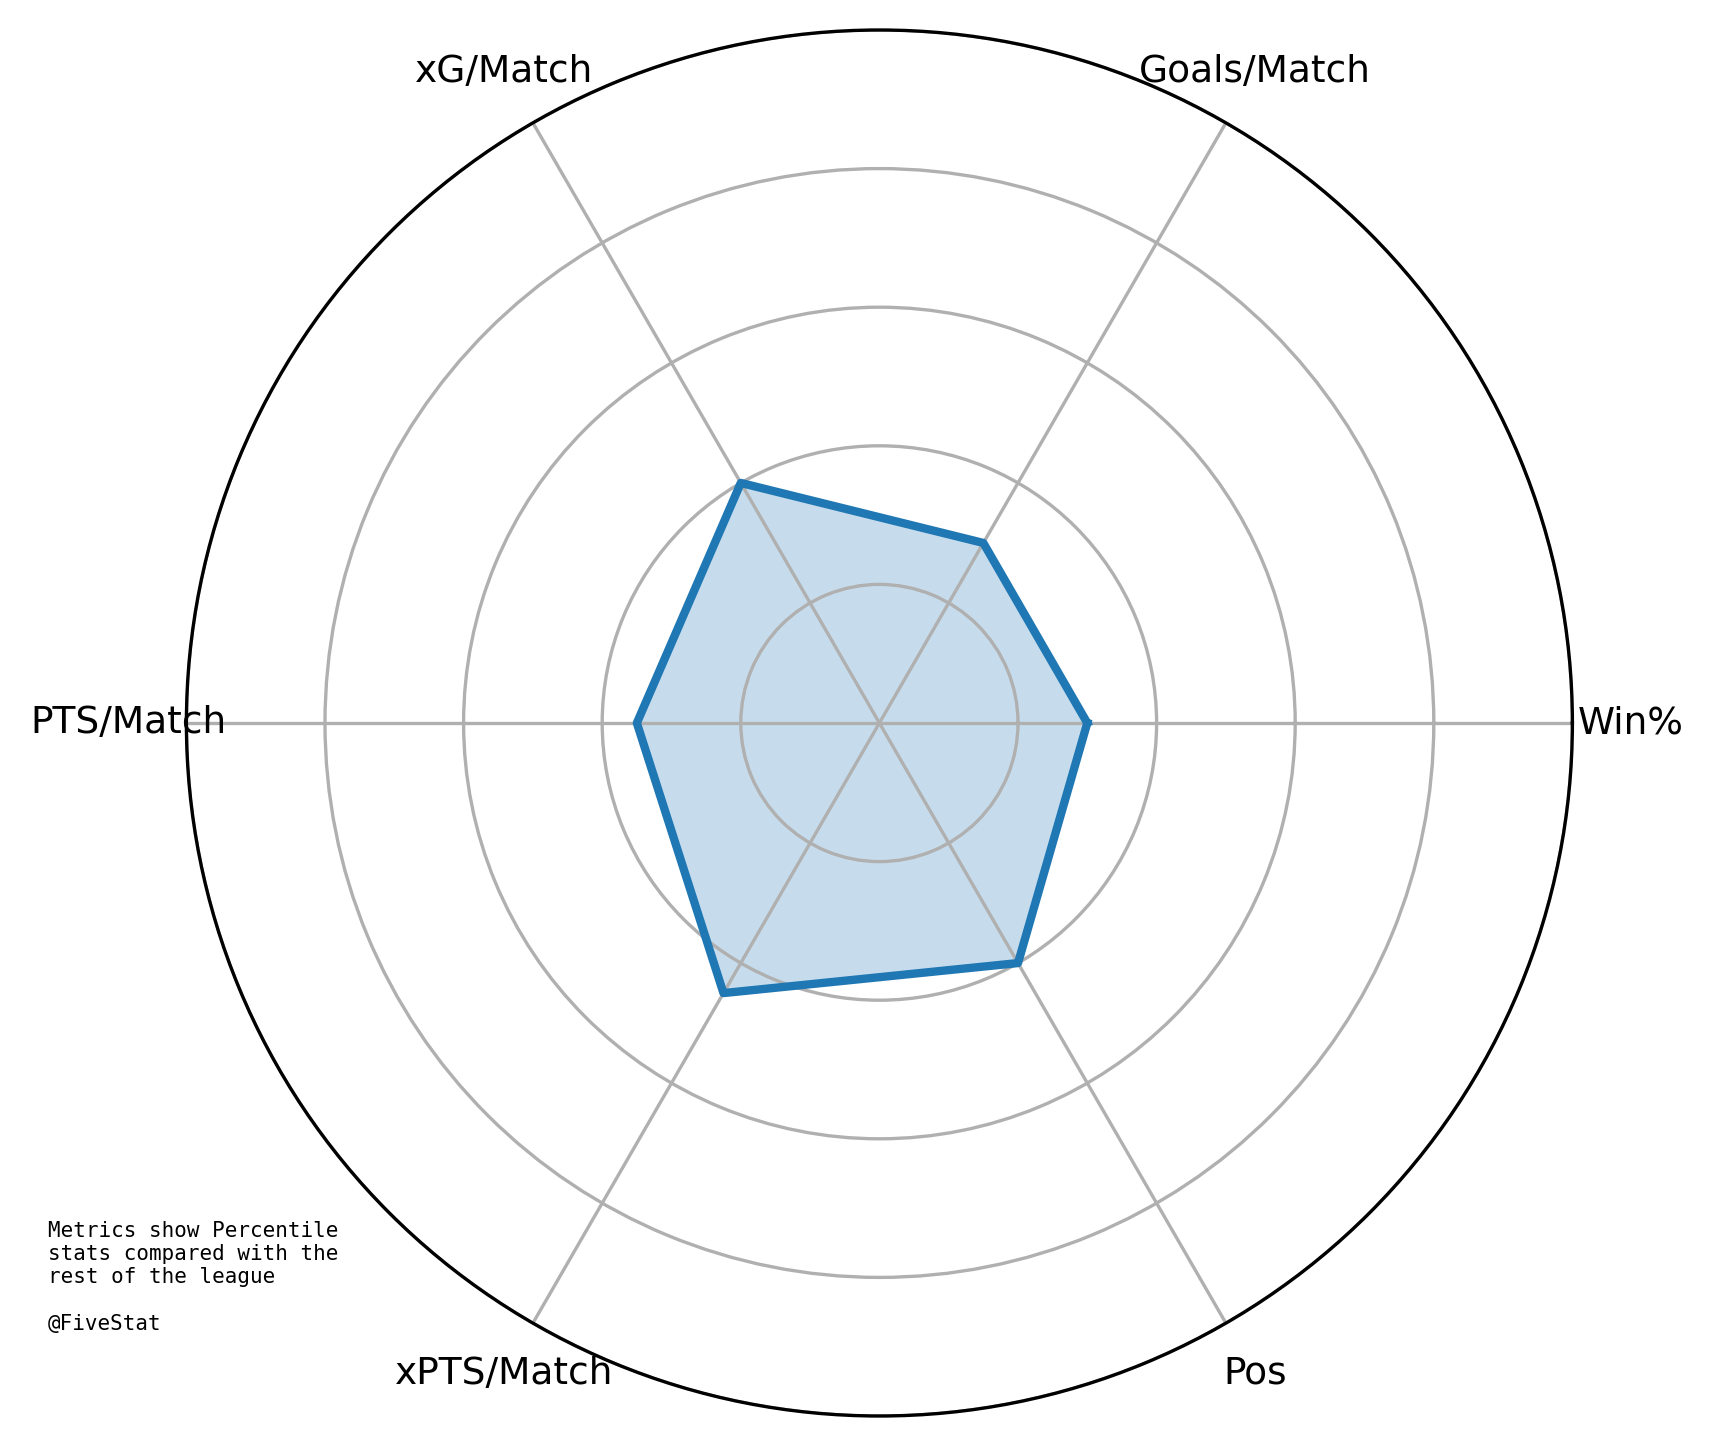 xG/Match
Goals/Match
PTS/Match
Win%
Metrics show Percentile
stats compared with the
rest of the league
@FiveStat
xPTS/Match
Pos